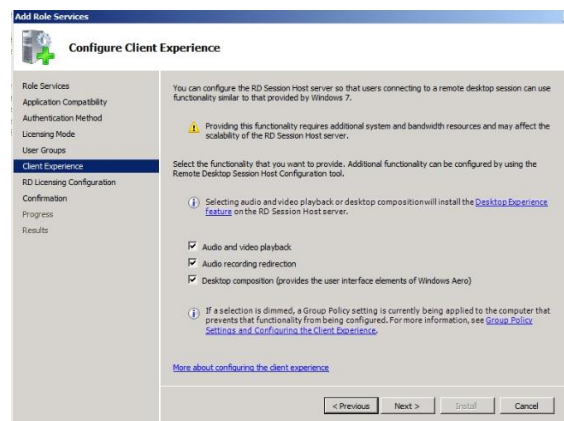 Add Role Services
Configure Client Experience
Role Services
Application Compatibility
Authentication Method
Licensing Mode
User Groups
Client Experience
RD Licensing Configuration
Confirmation
Progress
Results
You can configure the RD Session Host server so that users connecting to a remote desktop session can use
functionality similar to that provided by Windows 7.
Providing this functionality requires additional system and bandwidth resources and may affect the
scalability of the RD Session Host server.
Select the functionality that you want to provide. Additional functionality can be configured by using the
Remote Desktop Session Host Configuration tool.
Selecting audio and video playback or desktop composition will install the Desktop Experience
feature on the RD Session Host server.
Audio and video playback
Audio recording redirection
Desktop composition (provides the user interface elements of Windows Aero)
If a selection is dimmed, a Group Policy setting is currently being applied to the computer that
prevents that functionality from being configured. For more information, see Group Policy
Settings and Configuring the Client Experience.
More about configuring the client experience
< Previous
Next >
Install
Cancel